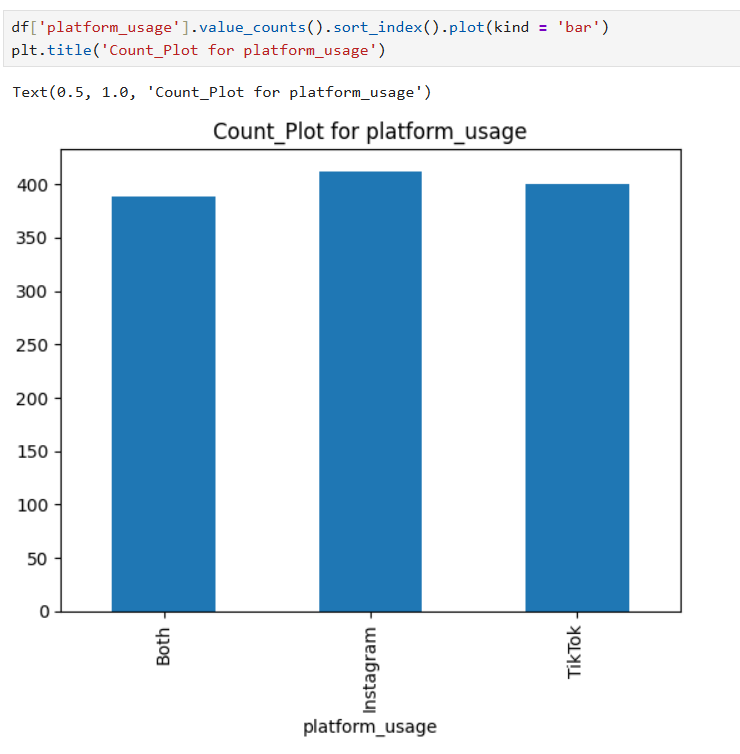 df['platform_usage'].value_counts().sort_index().plot(kind = 'bar')
plt.title('Count_Plot for platform_usage')
Text(0.5, 1.0, 'Count_Plot for platform_usage')
Count_Plot for platform_usage
400
350
300
250
200
150
100
50
0
Both
Instagram
TikTok
platform_usage